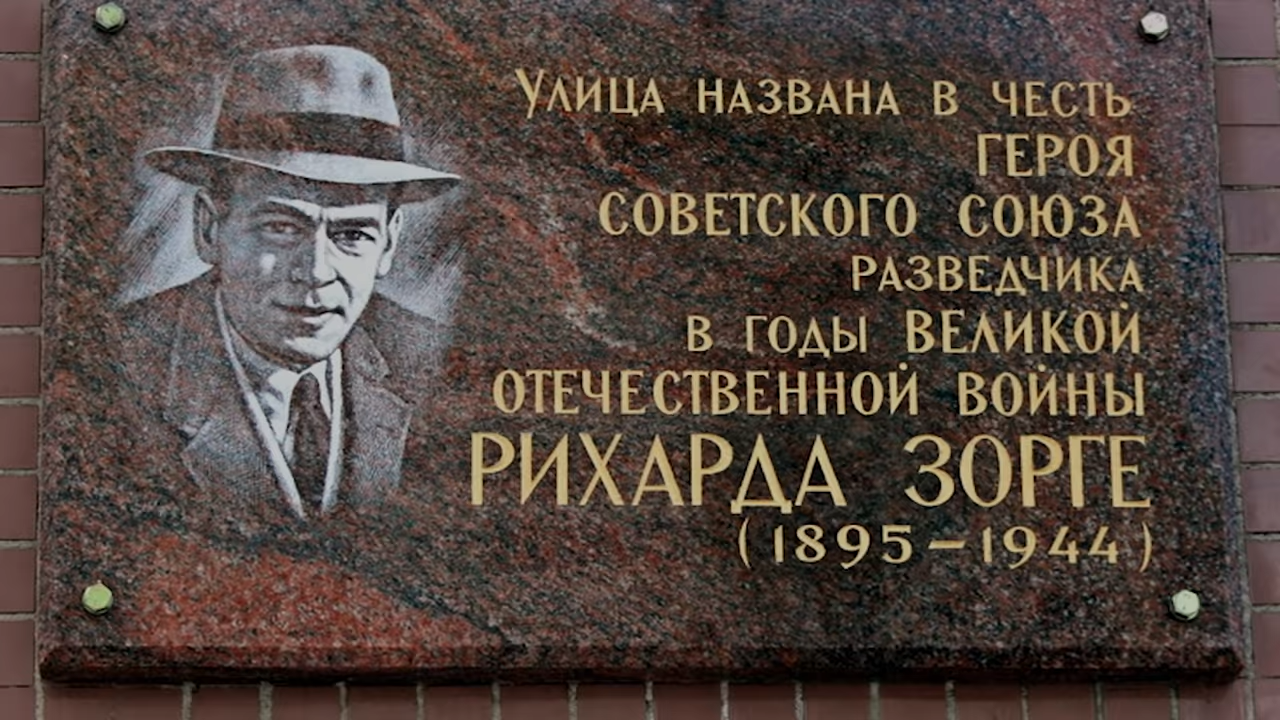 Улица названа в честь
ГЕРОЯ
СОВЕТСКОГО СОЮЗА
РАЗВЕДЧИКА
в годы ВЕЛИКОЙ
ОТЕЧЕСТВЕННОЙ ВОЙНЫ
РИХАРДА ЗОРГЕ
(1895–1944)